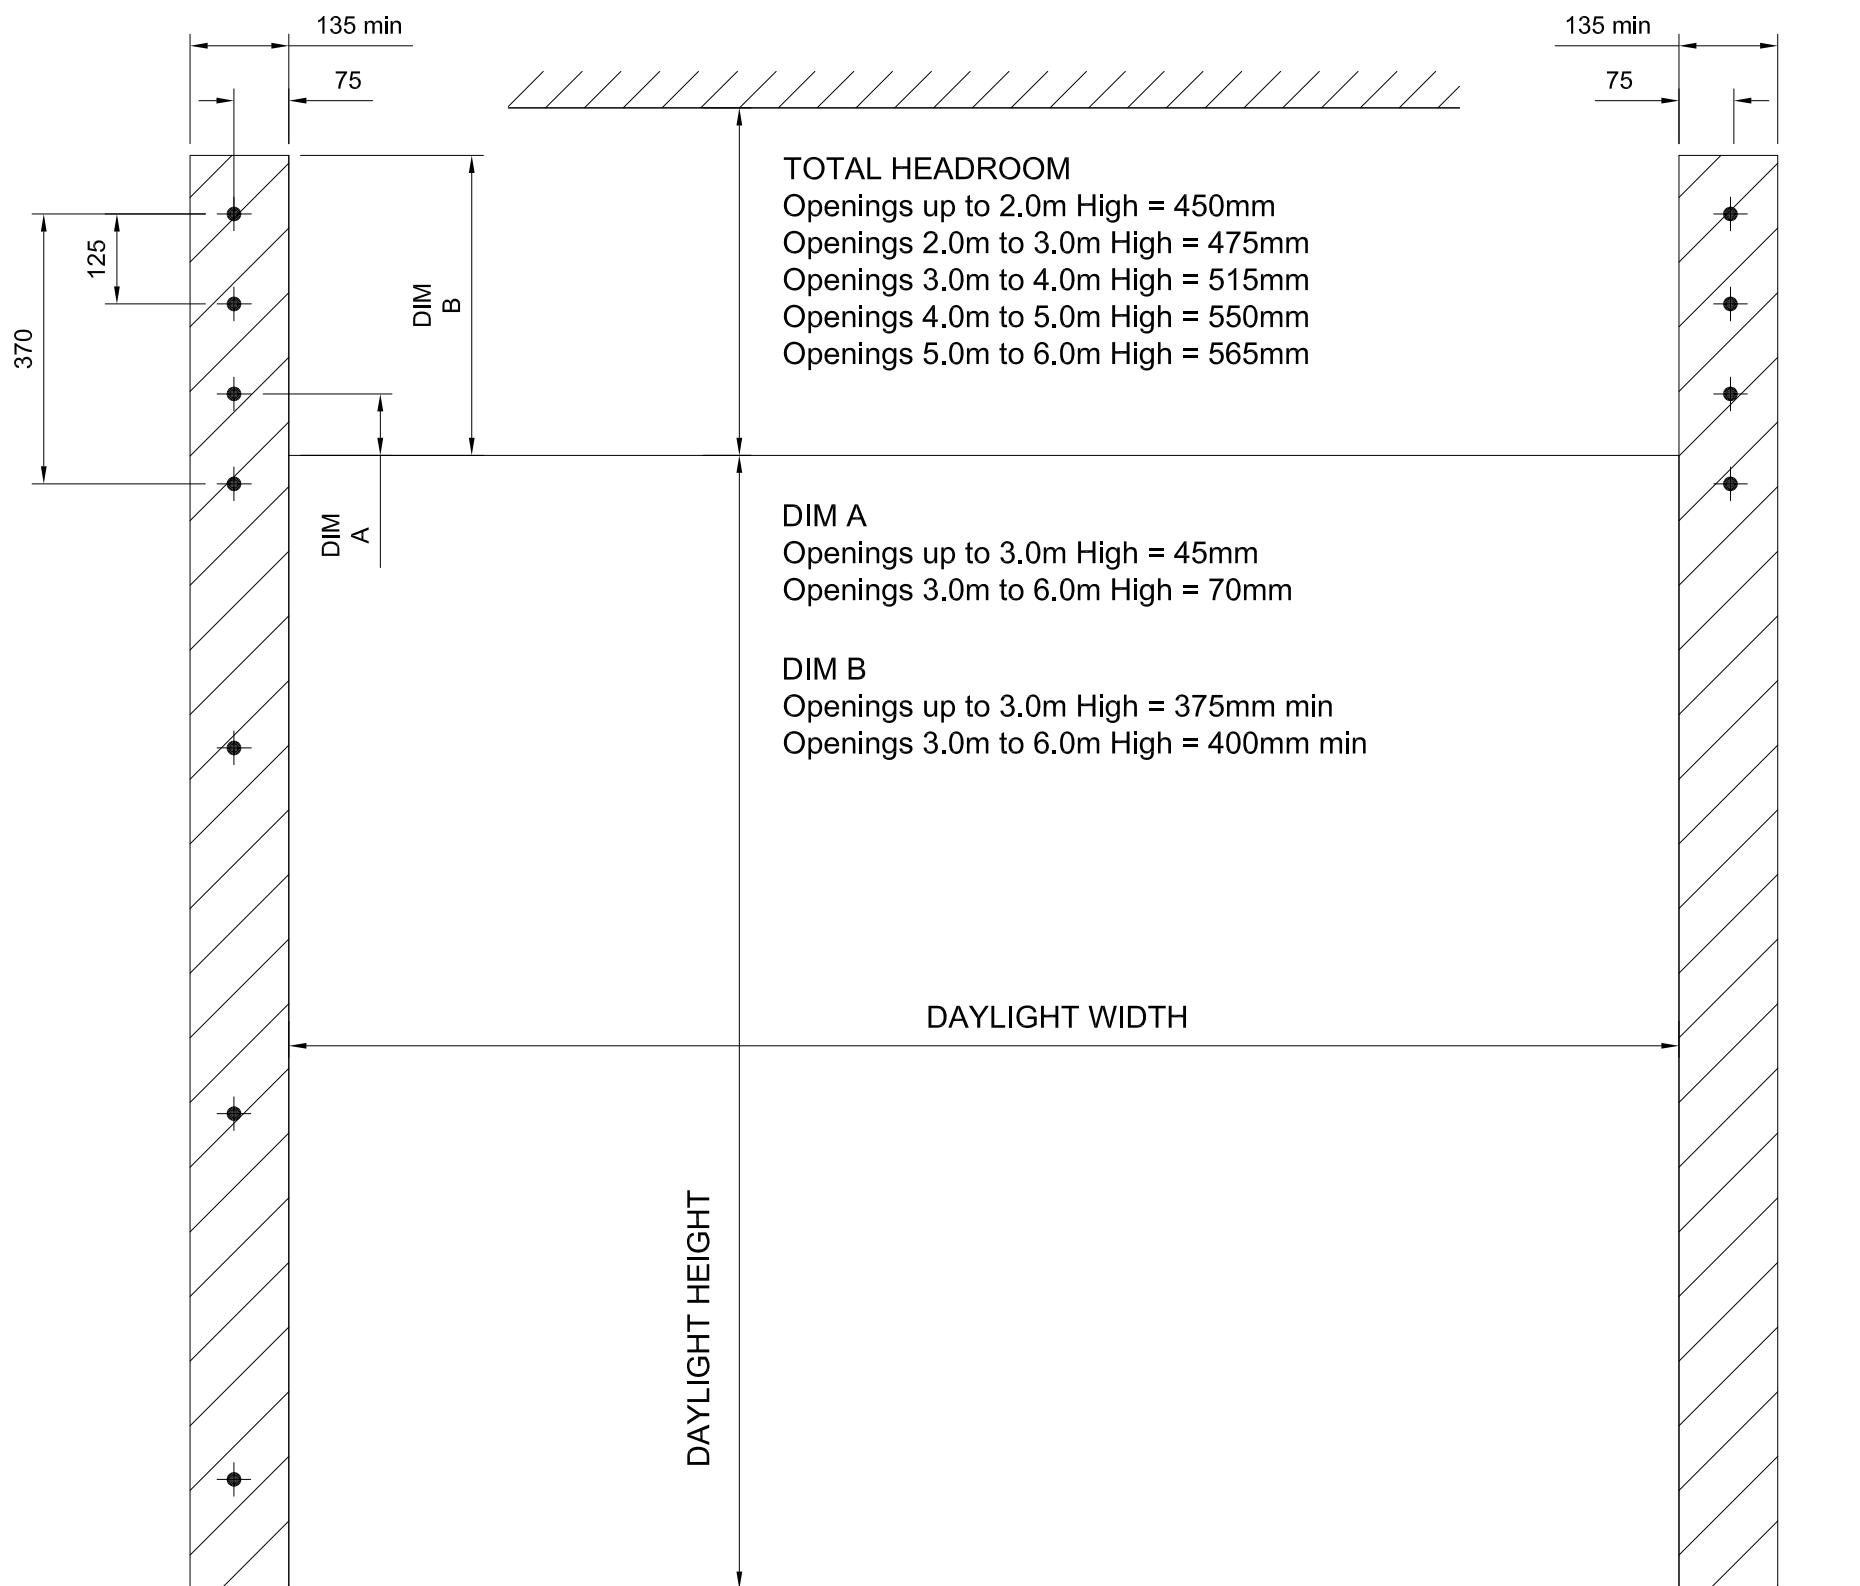 135 min
135 min
75
75
TOTAL HEADROOM
Openings up to 2.0m High = 450mm
Openings 2.0m to 3.0m High = 475mm
Openings 3.0m to 4.0m High = 515mm
Openings 4.0m to 5.0m High = 550mm
Openings 5.0m to 6.0m High = 565mm
125
370
DIM
B
DIM
A
DIM A
Openings up to 3.0m High = 45mm
Openings 3.0m to 6.0m High = 70mm
DIM B
Openings up to 3.0m High = 375mm min
Openings 3.0m to 6.0m High = 400mm min
DAYLIGHT WIDTH
DAYLIGHT HEIGHT